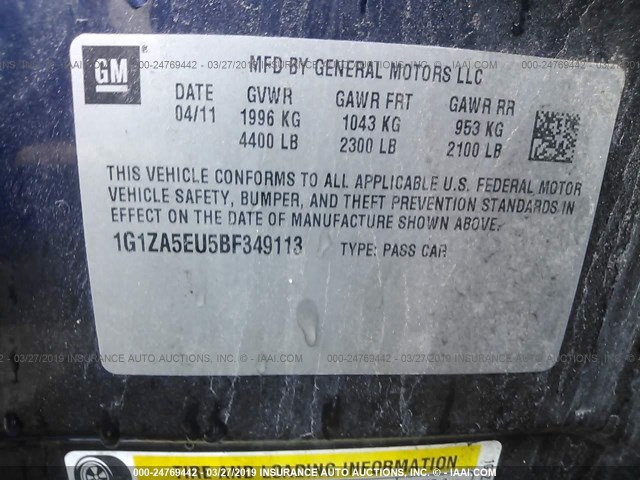 GM
MFD BY GENERAL MOTORS LLC
DATE GVWR GAWR FRT GAWR RR
04/11 1996 KG 1043 KG 953 KG
4400 LB 2300 LB 2100 LB
THIS VEHICLE CONFORMS TO ALL APPLICABLE U.S. FEDERAL MOTOR
VEHICLE SAFETY, BUMPER, AND THEFT PREVENTION STANDARDS IN
EFFECT ON THE DATE OF MANUFACTURE SHOWN ABOVE.
1G1ZA5EU5BF349113 TYPE: PASS CAR
LOADING INFORMATION
000-24769442 - 03/27/2019 INSURANCE AUTO AUCTIONS, INC. © - IAAI.COM